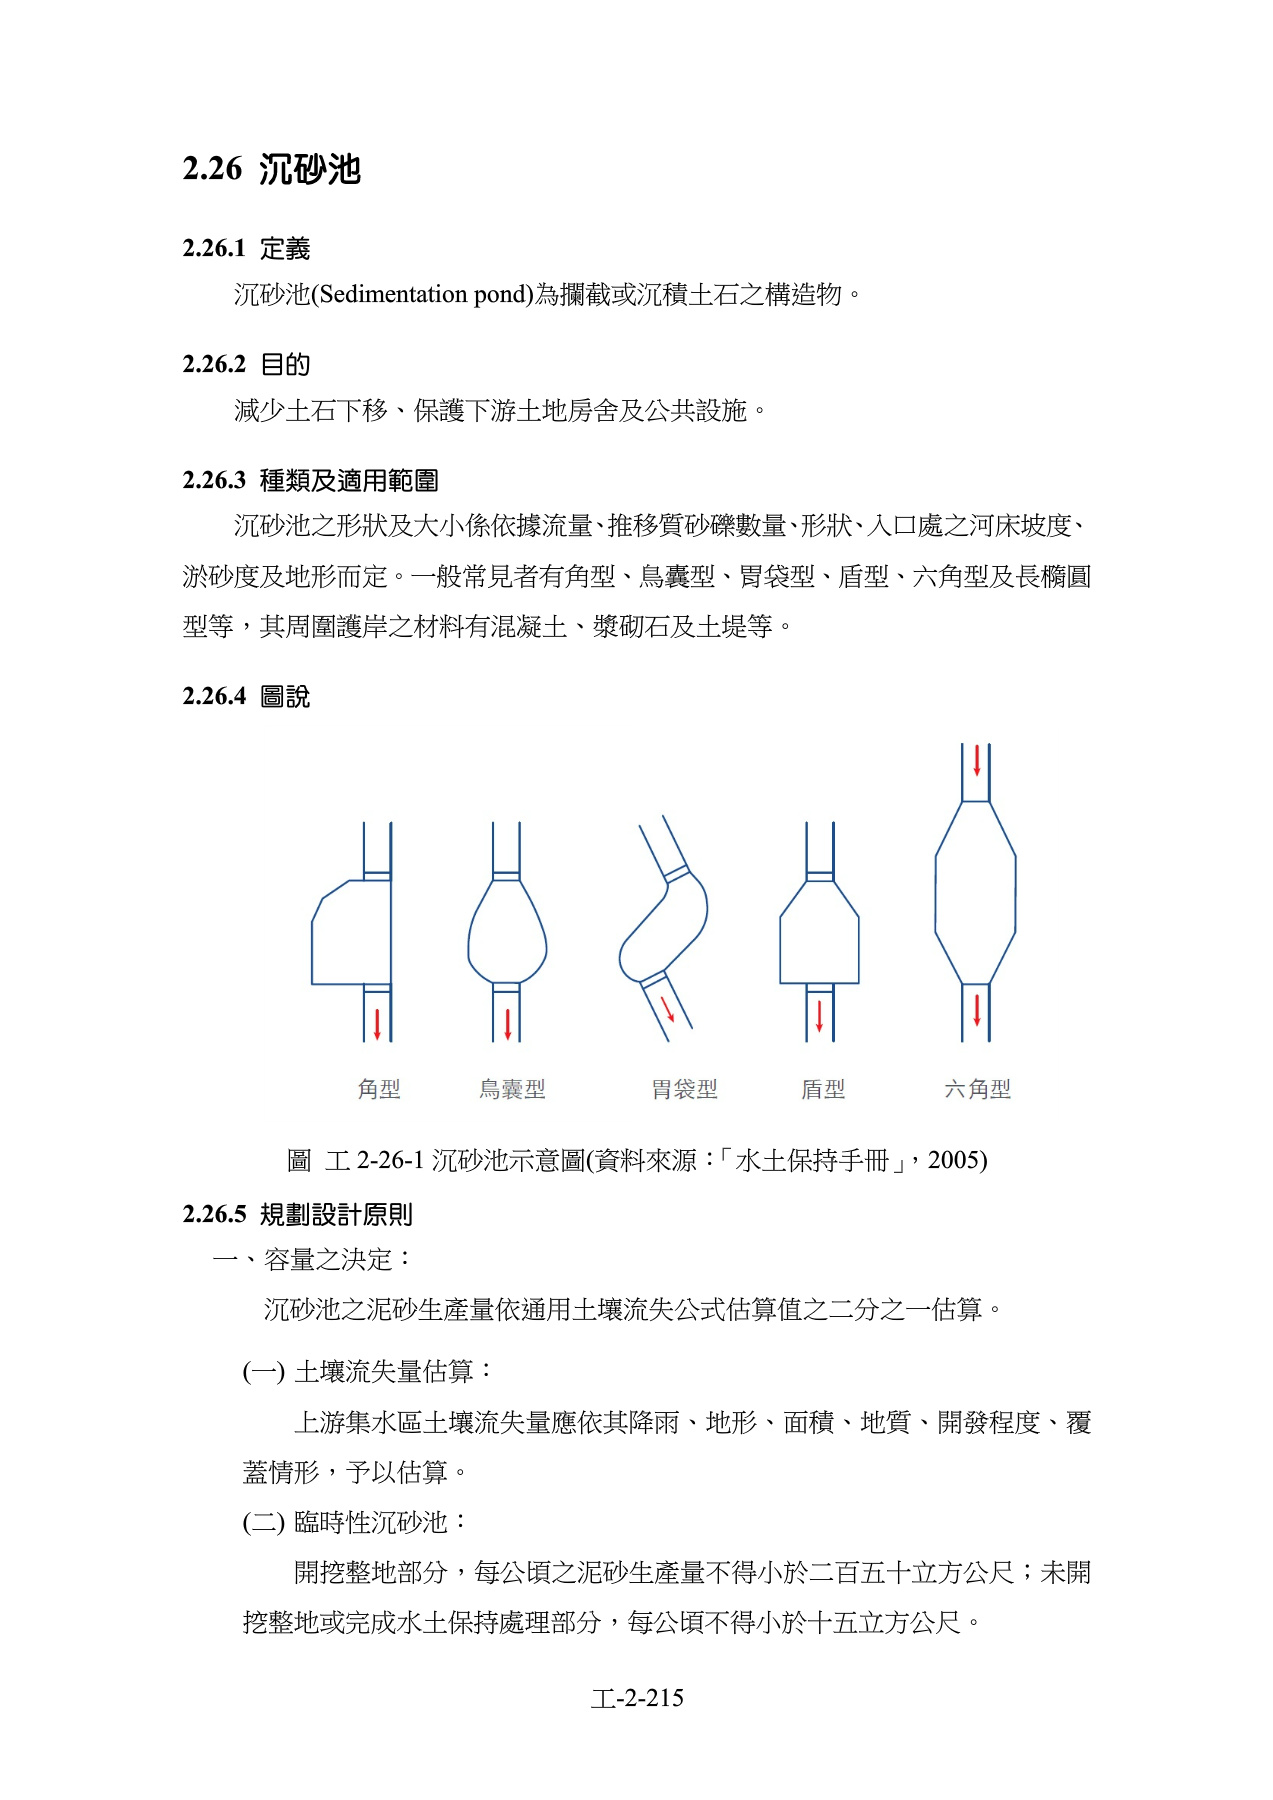 2.26 沉砂池
2.26.1 定義
沉砂池(Sedimentation pond)為攔截或沉積土石之構造物。
2.26.2 目的
減少土石下移、保護下游土地房舍及公共設施。
2.26.3 種類及適用範圍
沉砂池之形狀及大小係依據流量、推移質砂礫數量、形狀、入口處之河床坡度、
淤砂度及地形而定。一般常見者有角型、鳥囊型、胃袋型、盾型、六角型及長橢圓
型等，其周圍護岸之材料有混凝土、漿砌石及土堤等。
2.26.4 圖說
角型 鳥囊型 胃袋型 盾型 六角型
圖 工 2-26-1 沉砂池示意圖(資料來源：「水土保持手冊」，2005)
2.26.5 規劃設計原則
一、容量之決定：
沉砂池之泥砂生產量依通用土壤流失公式估算值之二分之一估算。
(一) 土壤流失量估算：
上游集水區土壤流失量應依其降雨、地形、面積、地質、開發程度、覆
蓋情形，予以估算。
(二) 臨時性沉砂池：
開挖整地部分，每公頃之泥砂生產量不得小於二百五十立方公尺；未開
挖整地或完成水土保持處理部分，每公頃不得小於十五立方公尺。
工-2-215